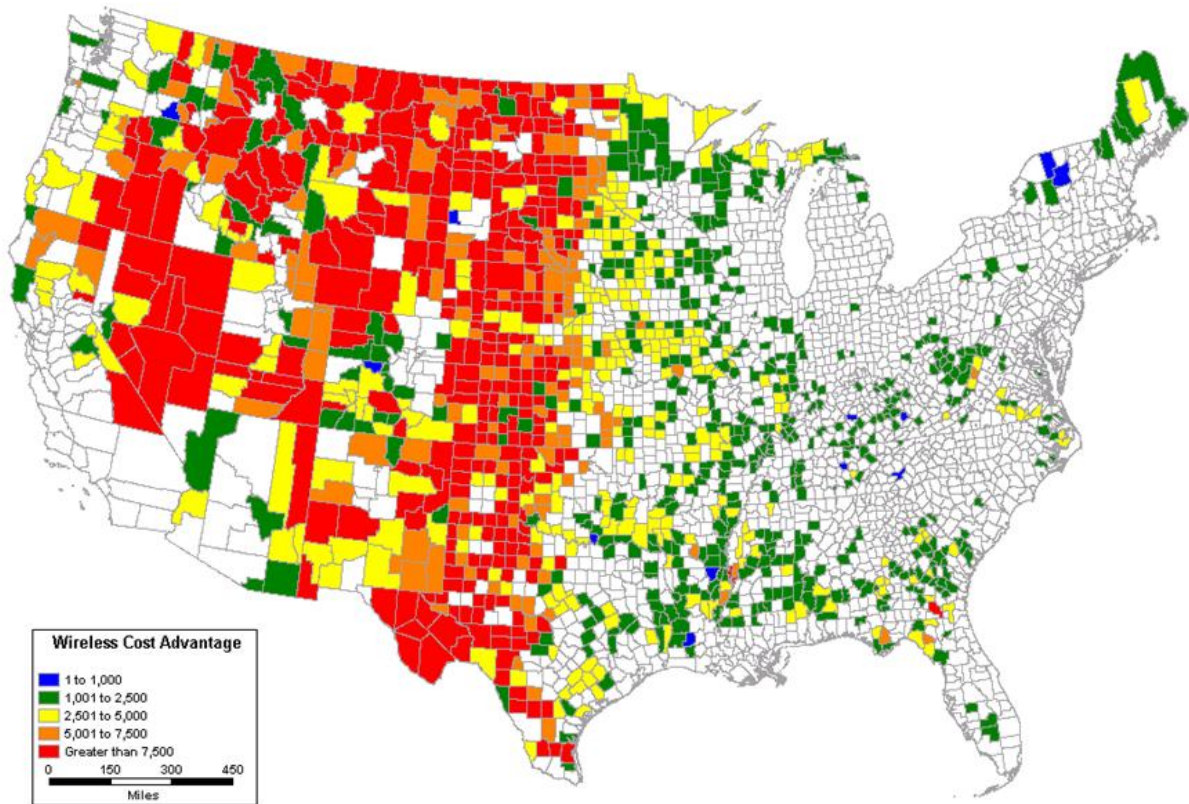 Wireless Cost Advantage
1 to 1,000
1,001 to 2,500
2,501 to 5,000
5,001 to 7,500
Greater than 7,500
0 150 300 450
Miles